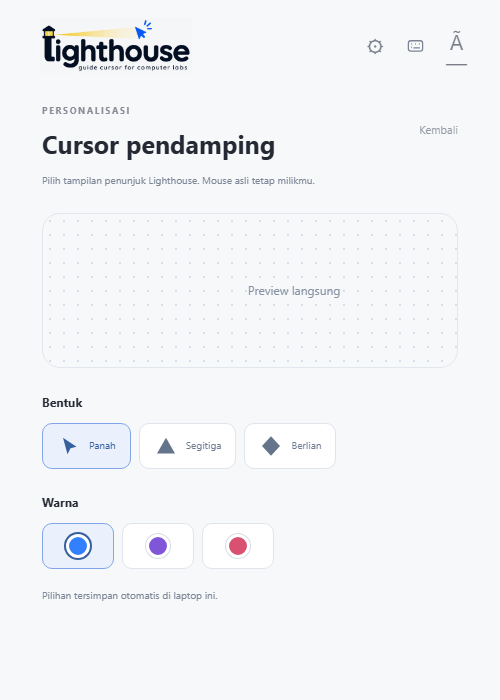 lighthouse
guide cursor for computer labs
Ã
PERSONALISASI
Kembali
Cursor pendamping
Pilih tampilan penunjuk Lighthouse. Mouse asli tetap milikmu.
Preview langsung
Bentuk
Panah
Segitiga
Berlian
Warna
Pilihan tersimpan otomatis di laptop ini.